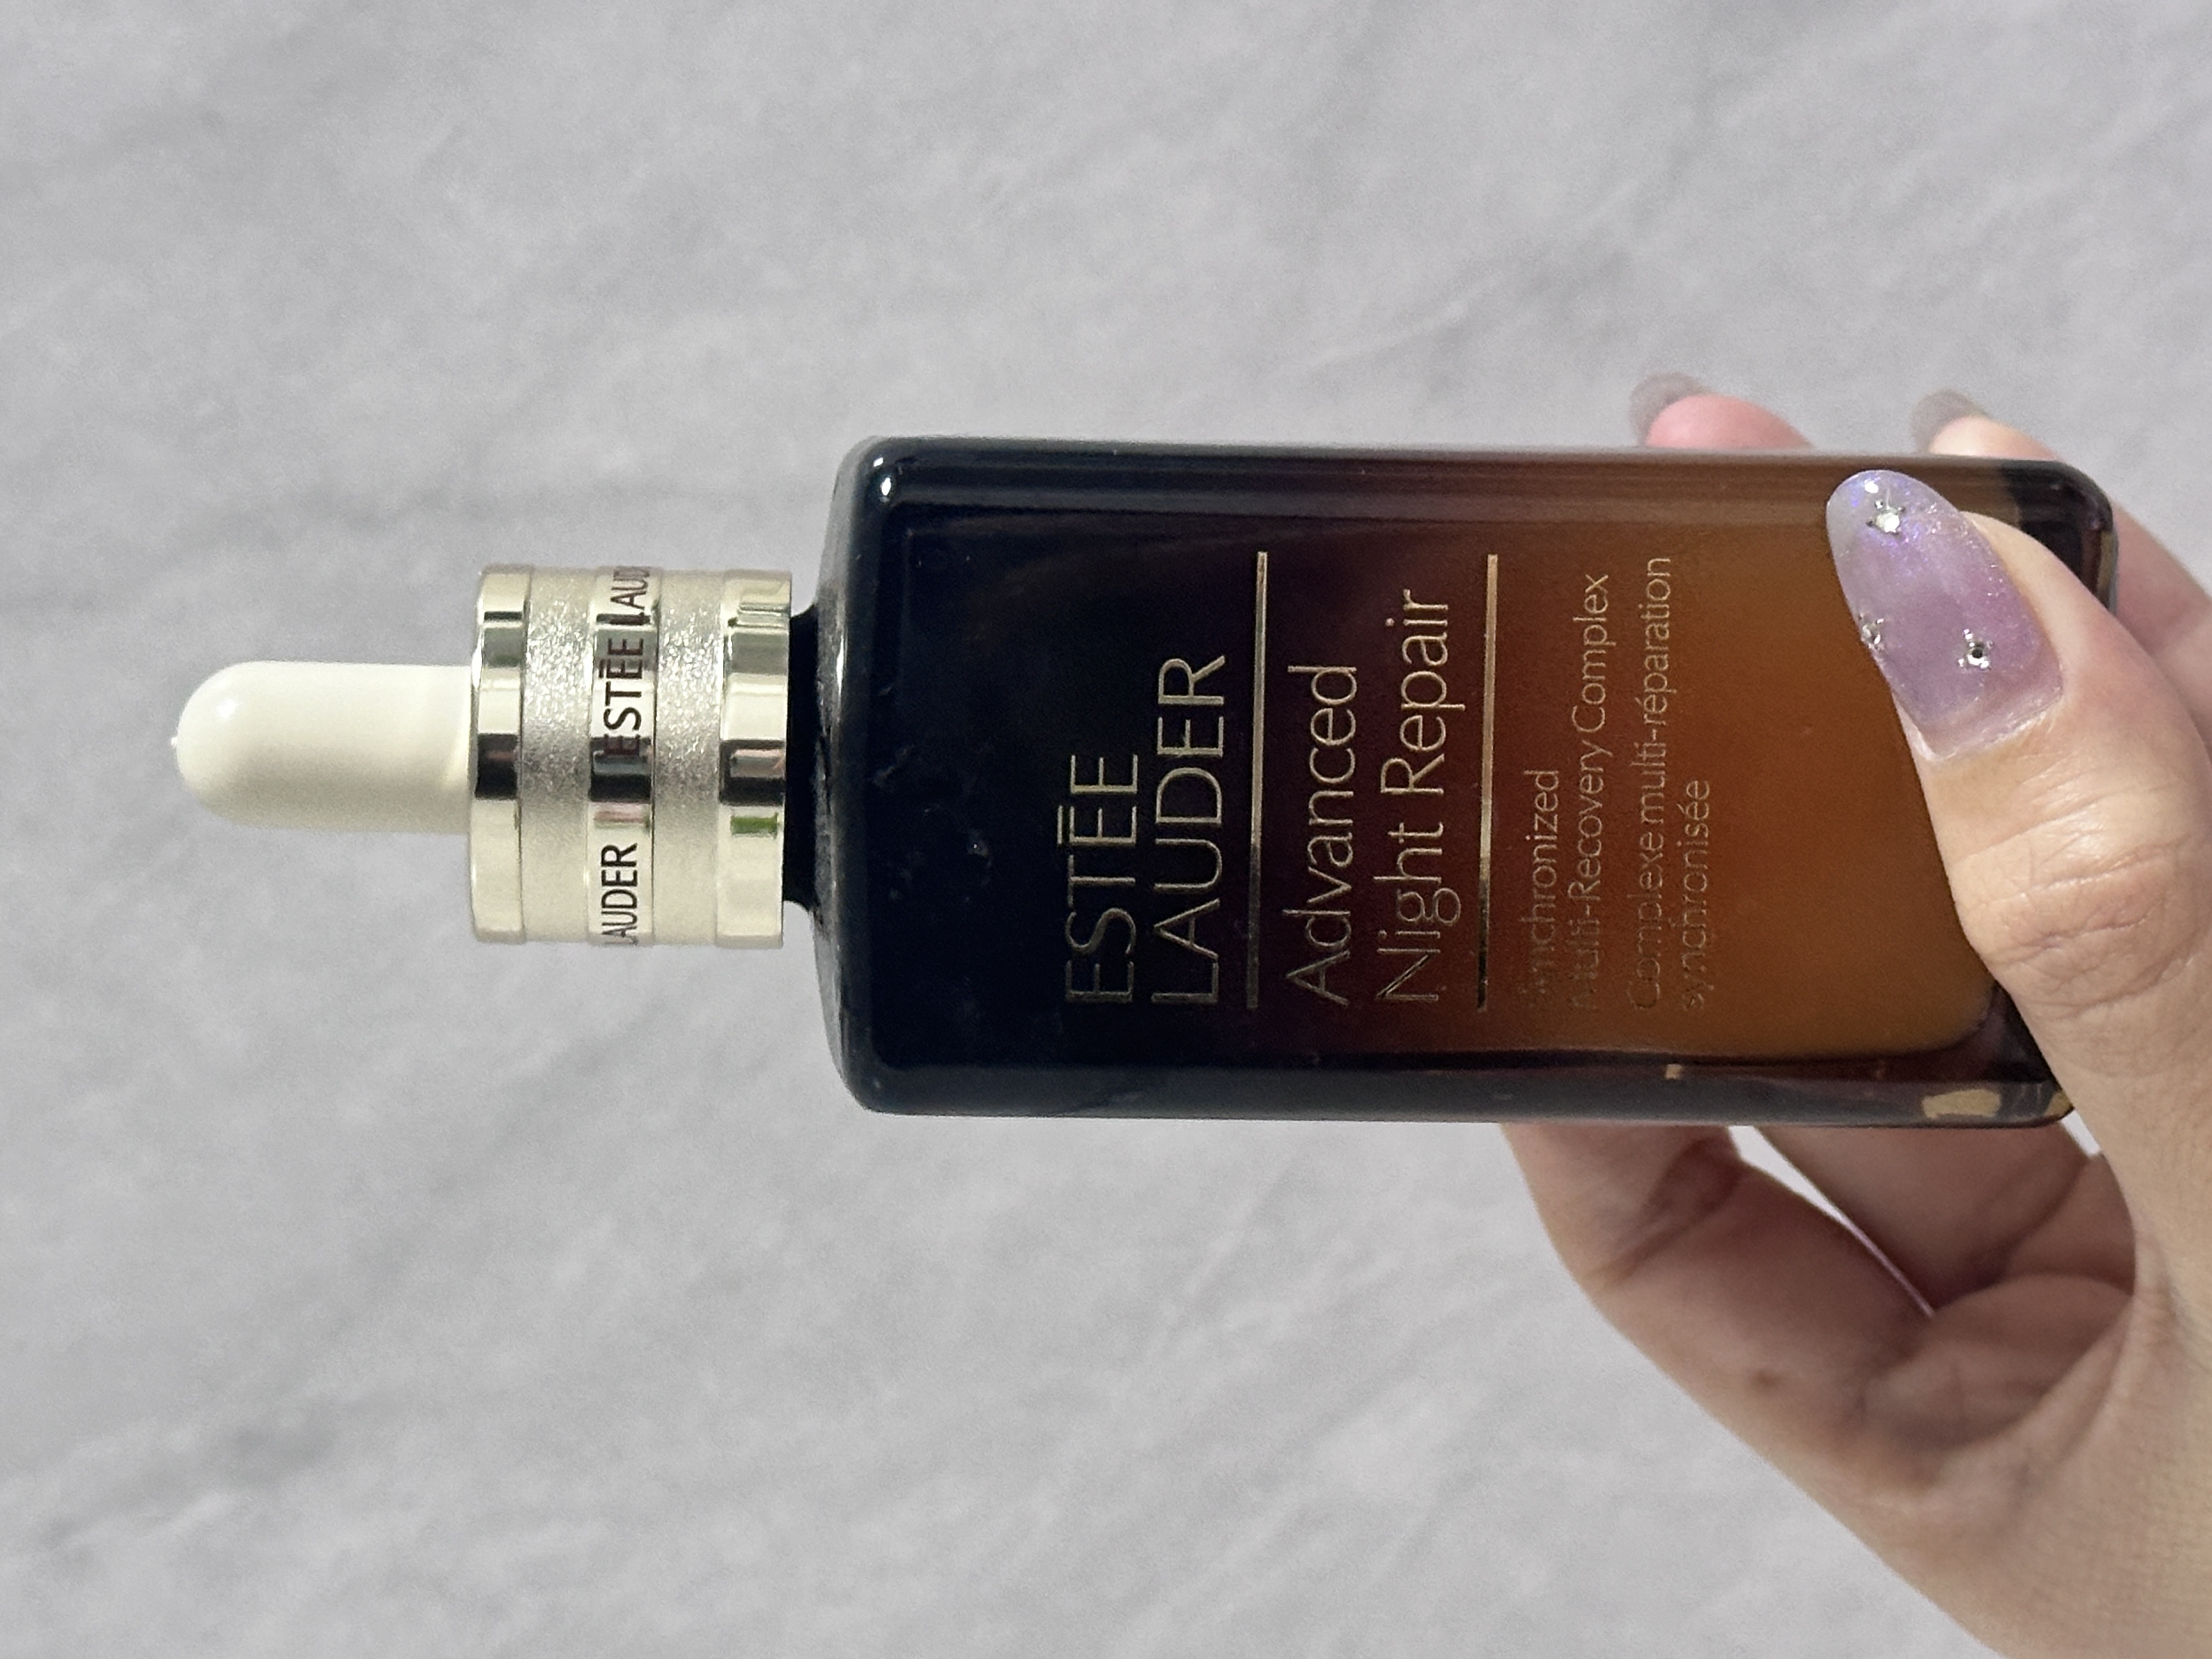 LAUDER ESTĒE LAUD
ESTĒE
LAUDER
Advanced
Night Repair
Synchronized
Multi-Recovery Complex
Complexe multi-réparation
synchronisée